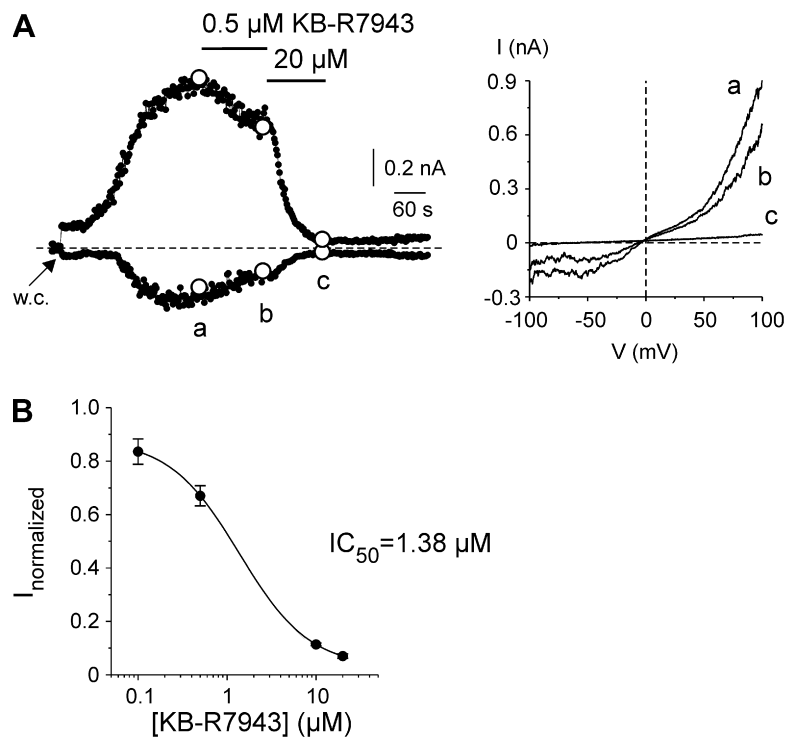 A
0.5 µM KB-R7943
20 µM
0.2 nA
60 s
w.c.
a
b
c
I (nA)
0.9
0.6
0.3
0
-0.3
a
b
c
-100 -50 0 50 100
V (mV)
B
1.0
0.8
0.6
0.4
0.2
0
I normalized
IC50=1.38 µM
0.1 1 10
[KB-R7943] (µM)